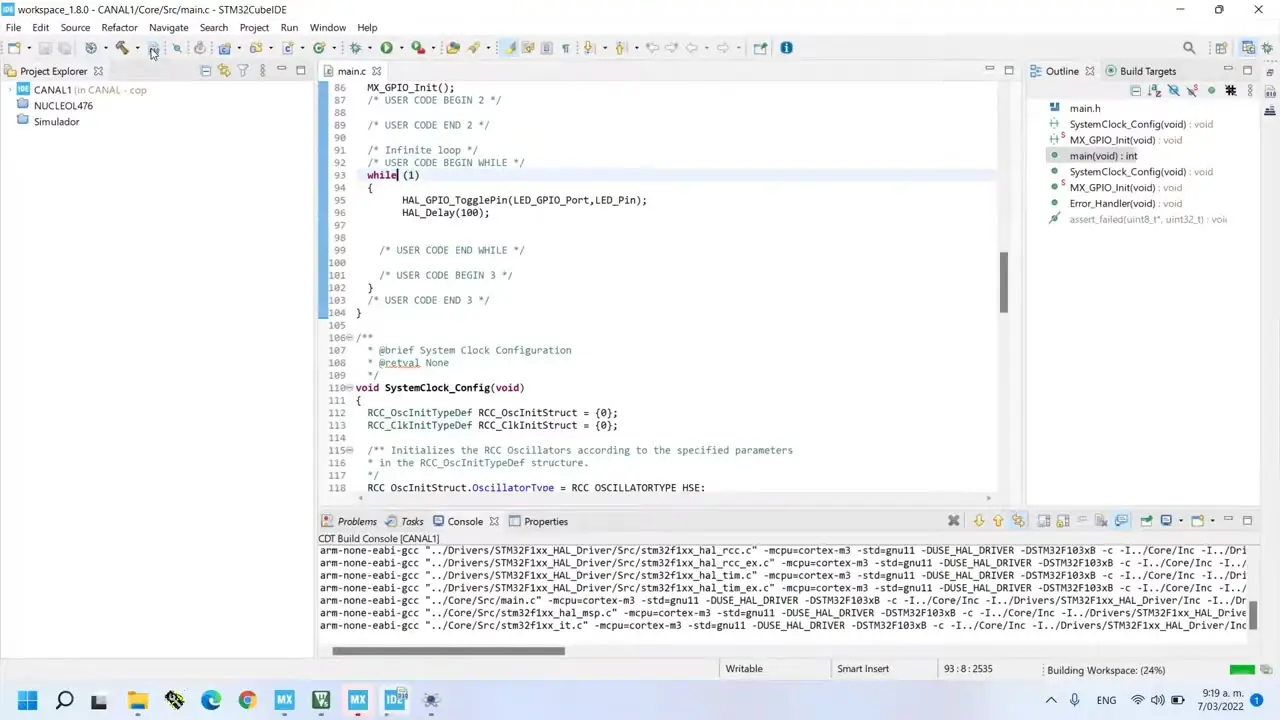 workspace_1.8.0 - CANAL1/Core/Src/main.c - STM32CubeIDE
File Edit Source Refactor Navigate Search Project Run Window Help
Project Explorer
CANAL1 (in CANAL - cop
NUCLEOL476
Simulador
main.c
86 MX_GPIO_Init();
87 /* USER CODE BEGIN 2 */
88
89 /* USER CODE END 2 */
90
91 /* Infinite loop */
92 /* USER CODE BEGIN WHILE */
93 while (1)
94 {
95 HAL_GPIO_TogglePin(LED_GPIO_Port,LED_Pin);
96 HAL_Delay(100);
97
98
99 /* USER CODE END WHILE */
100
101 /* USER CODE BEGIN 3 */
102 }
103 /* USER CODE END 3 */
104 }
105
106 /**
107 * @brief System Clock Configuration
108 * @retval None
109 */
110 void SystemClock_Config(void)
111 {
112 RCC_OscInitTypeDef RCC_OscInitStruct = {0};
113 RCC_ClkInitTypeDef RCC_ClkInitStruct = {0};
114
115 /** Initializes the RCC Oscillators according to the specified parameters
116 * in the RCC_OscInitTypeDef structure.
117 */
118 RCC_OscInitStruct.OscillatorType = RCC_OSCILLATORTYPE_HSE;
Outline Build Targets
main.h
SystemClock_Config(void) : void
MX_GPIO_Init(void) : void
main(void) : int
SystemClock_Config(void) : void
MX_GPIO_Init(void) : void
Error_Handler(void) : void
assert_failed(uint8_t*, uint32_t) : voi
Problems Tasks Console Properties
CDT Build Console [CANAL1]
arm-none-eabi-gcc "../Drivers/STM32F1xx_HAL_Driver/Src/stm32f1xx_hal_rcc.c" -mcpu=cortex-m3 -std=gnu11 -DUSE_HAL_DRIVER -DSTM32F103xB -c -I../Core/Inc -I../Dri
arm-none-eabi-gcc "../Drivers/STM32F1xx_HAL_Driver/Src/stm32f1xx_hal_rcc_ex.c" -mcpu=cortex-m3 -std=gnu11 -DUSE_HAL_DRIVER -DSTM32F103xB -c -I../Core/Inc -I../
arm-none-eabi-gcc "../Drivers/STM32F1xx_HAL_Driver/Src/stm32f1xx_hal_tim.c" -mcpu=cortex-m3 -std=gnu11 -DUSE_HAL_DRIVER -DSTM32F103xB -c -I../Core/Inc -I../Dri
arm-none-eabi-gcc "../Drivers/STM32F1xx_HAL_Driver/Src/stm32f1xx_hal_tim_ex.c" -mcpu=cortex-m3 -std=gnu11 -DUSE_HAL_DRIVER -DSTM32F103xB -c -I../Core/Inc -I../
arm-none-eabi-gcc "../Core/Src/main.c" -mcpu=cortex-m3 -std=gnu11 -DUSE_HAL_DRIVER -DSTM32F103xB -c -I../Core/Inc -I../Drivers/STM32F1xx_HAL_Driver/Inc -I../Dr
arm-none-eabi-gcc "../Core/Src/stm32f1xx_hal_msp.c" -mcpu=cortex-m3 -std=gnu11 -DUSE_HAL_DRIVER -DSTM32F103xB -c -I../Core/Inc -I../Drivers/STM32F1xx_HAL_Drive
arm-none-eabi-gcc "../Core/Src/stm32f1xx_it.c" -mcpu=cortex-m3 -std=gnu11 -DUSE_HAL_DRIVER -DSTM32F103xB -c -I../Core/Inc -I../Drivers/STM32F1xx_HAL_Driver/Inc
Writable Smart Insert 93 : 8 : 2535 Building Workspace: (24%)
ENG 9:19 a. m.
7/03/2022